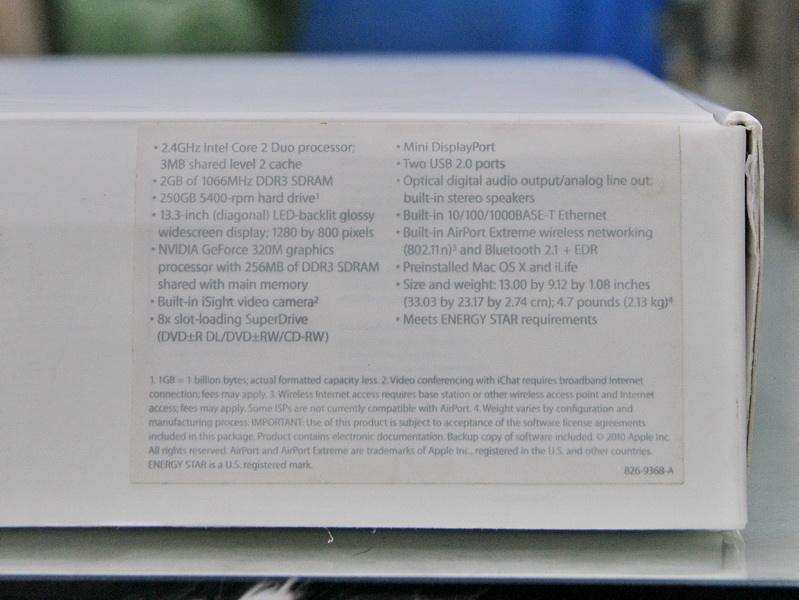 • 2.4GHz Intel Core 2 Duo processor;
3MB shared level 2 cache
• 2GB of 1066MHz DDR3 SDRAM
• 250GB 5400-rpm hard drive¹
• 13.3-inch (diagonal) LED-backlit glossy
widescreen display; 1280 by 800 pixels
• NVIDIA GeForce 320M graphics
processor with 256MB of DDR3 SDRAM
shared with main memory
• Built-in iSight video camera²
• 8x slot-loading SuperDrive
(DVD±R DL/DVD±RW/CD-RW)
• Mini DisplayPort
• Two USB 2.0 ports
• Optical digital audio output/analog line out;
built-in stereo speakers
• Built-in 10/100/1000BASE-T Ethernet
• Built-in AirPort Extreme wireless networking
(802.11n)³ and Bluetooth 2.1 + EDR
• Preinstalled Mac OS X and iLife
• Size and weight: 13.00 by 9.12 by 1.08 inches
(33.03 by 23.17 by 2.74 cm); 4.7 pounds (2.13 kg)⁴
• Meets ENERGY STAR requirements
1. 1GB = 1 billion bytes; actual formatted capacity less. 2. Video conferencing with iChat requires broadband Internet
connection; fees may apply. 3. Wireless Internet access requires base station or other wireless access point and Internet
access; fees may apply. Some ISPs are not currently compatible with AirPort. 4. Weight varies by configuration and
manufacturing process. IMPORTANT: Use of this product is subject to acceptance of the software license agreements
included in this package. Product contains electronic documentation. Backup copy of software included. © 2010 Apple Inc.
All rights reserved. AirPort and AirPort Extreme are trademarks of Apple Inc., registered in the U.S. and other countries.
ENERGY STAR is a U.S. registered mark.
826-9368-A